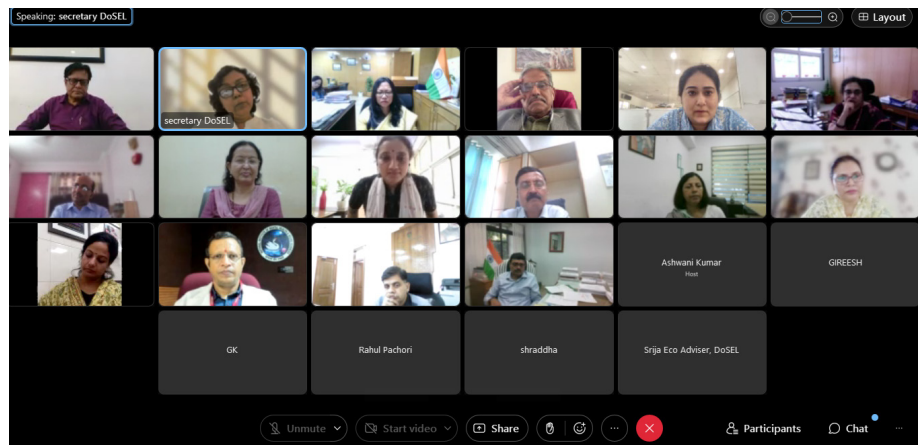 Speaking: secretary DoSEL
Layout
secretary DoSEL
Ashwani Kumar
Host
GIREESH
GK
Rahul Pachori
shraddha
Srija Eco Adviser, DoSEL
Unmute
Start video
Share
Participants
Chat